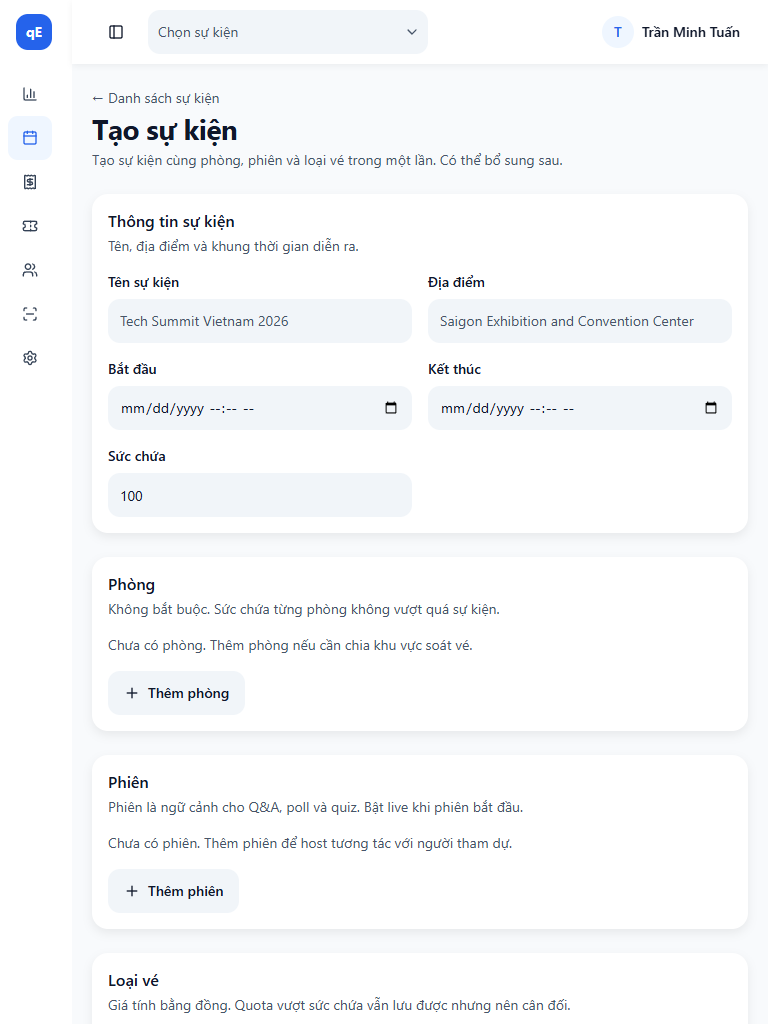 qE
Chọn sự kiện
T
Trần Minh Tuấn
← Danh sách sự kiện
Tạo sự kiện
Tạo sự kiện cùng phòng, phiên và loại vé trong một lần. Có thể bổ sung sau.
Thông tin sự kiện
Tên, địa điểm và khung thời gian diễn ra.
Tên sự kiện
Địa điểm
Tech Summit Vietnam 2026
Saigon Exhibition and Convention Center
Bắt đầu
Kết thúc
mm/dd/yyyy --:-- --
mm/dd/yyyy --:-- --
Sức chứa
100
Phòng
Không bắt buộc. Sức chứa từng phòng không vượt quá sự kiện.
Chưa có phòng. Thêm phòng nếu cần chia khu vực soát vé.
+ Thêm phòng
Phiên
Phiên là ngữ cảnh cho Q&A, poll và quiz. Bật live khi phiên bắt đầu.
Chưa có phiên. Thêm phiên để host tương tác với người tham dự.
+ Thêm phiên
Loại vé
Giá tính bằng đồng. Quota vượt sức chứa vẫn lưu được nhưng nên cân đối.